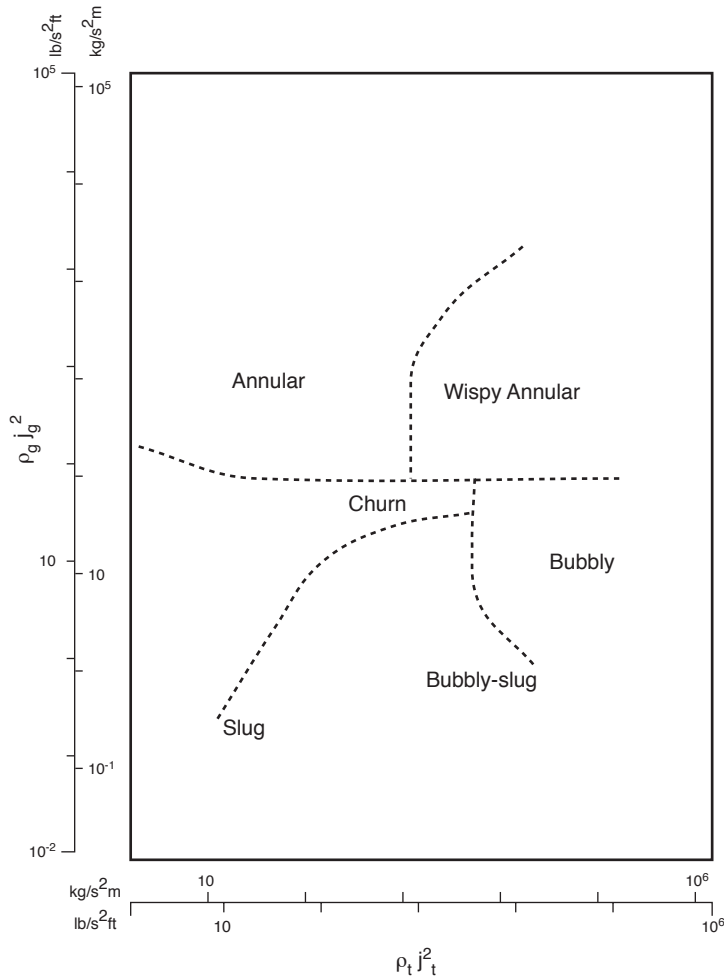 lb/s²ft
kg/s²m
10⁵
10⁵
Annular
Wispy Annular
ρg jg²
Churn
10
10
Bubbly
Bubbly-slug
Slug
10⁻¹
10⁻²
kg/s²m
10
10⁶
lb/s²ft
10
10⁶
ρt j²t